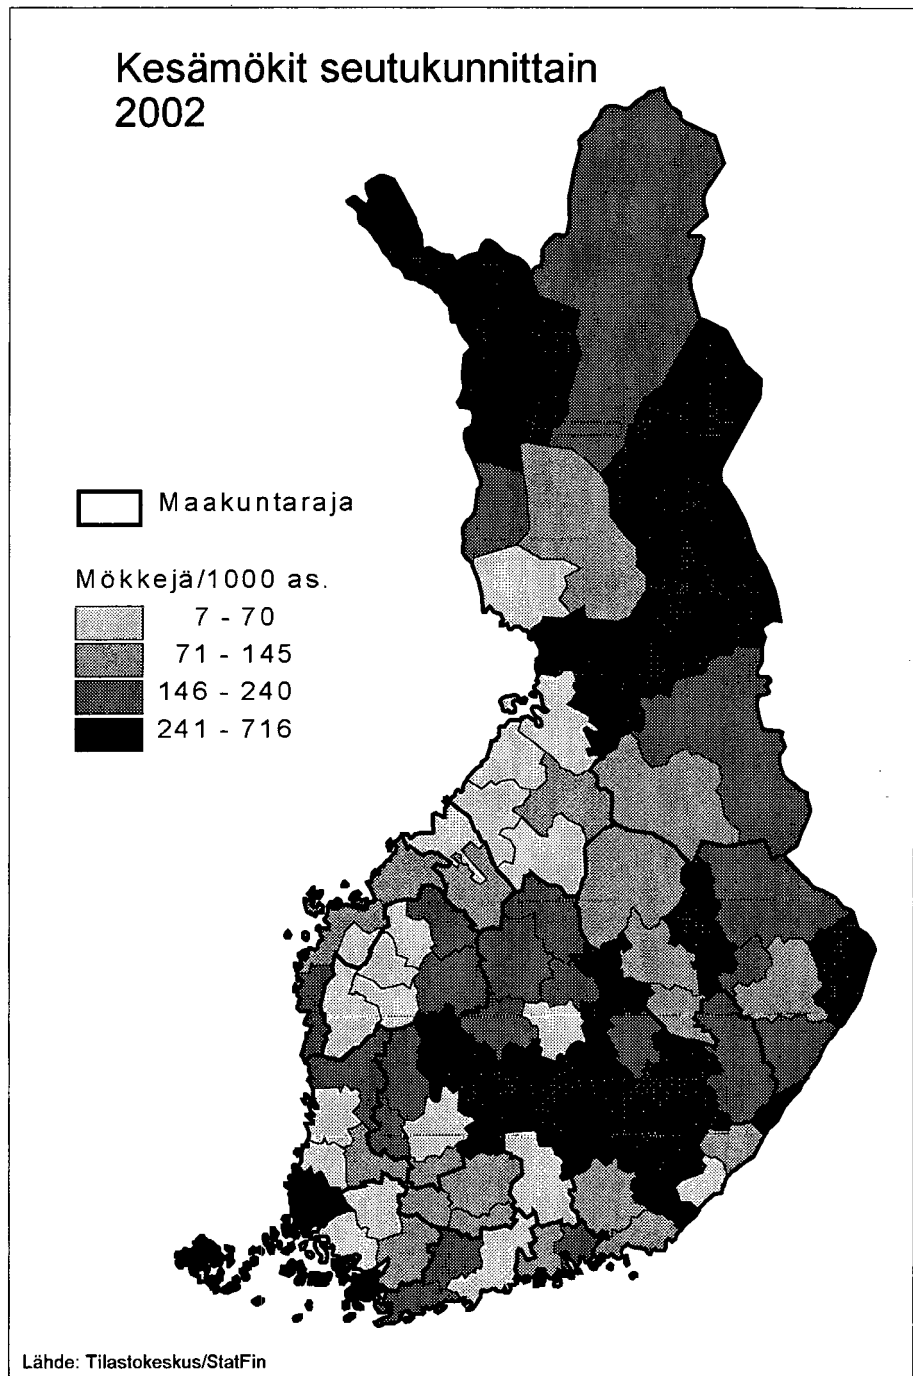 Kesämökit seutukunnittain
2002
Maakuntaraja
Mökkejä/1000 as.
7 - 70
71 - 145
146 - 240
241 - 716
Lähde: Tilastokeskus/StatFin